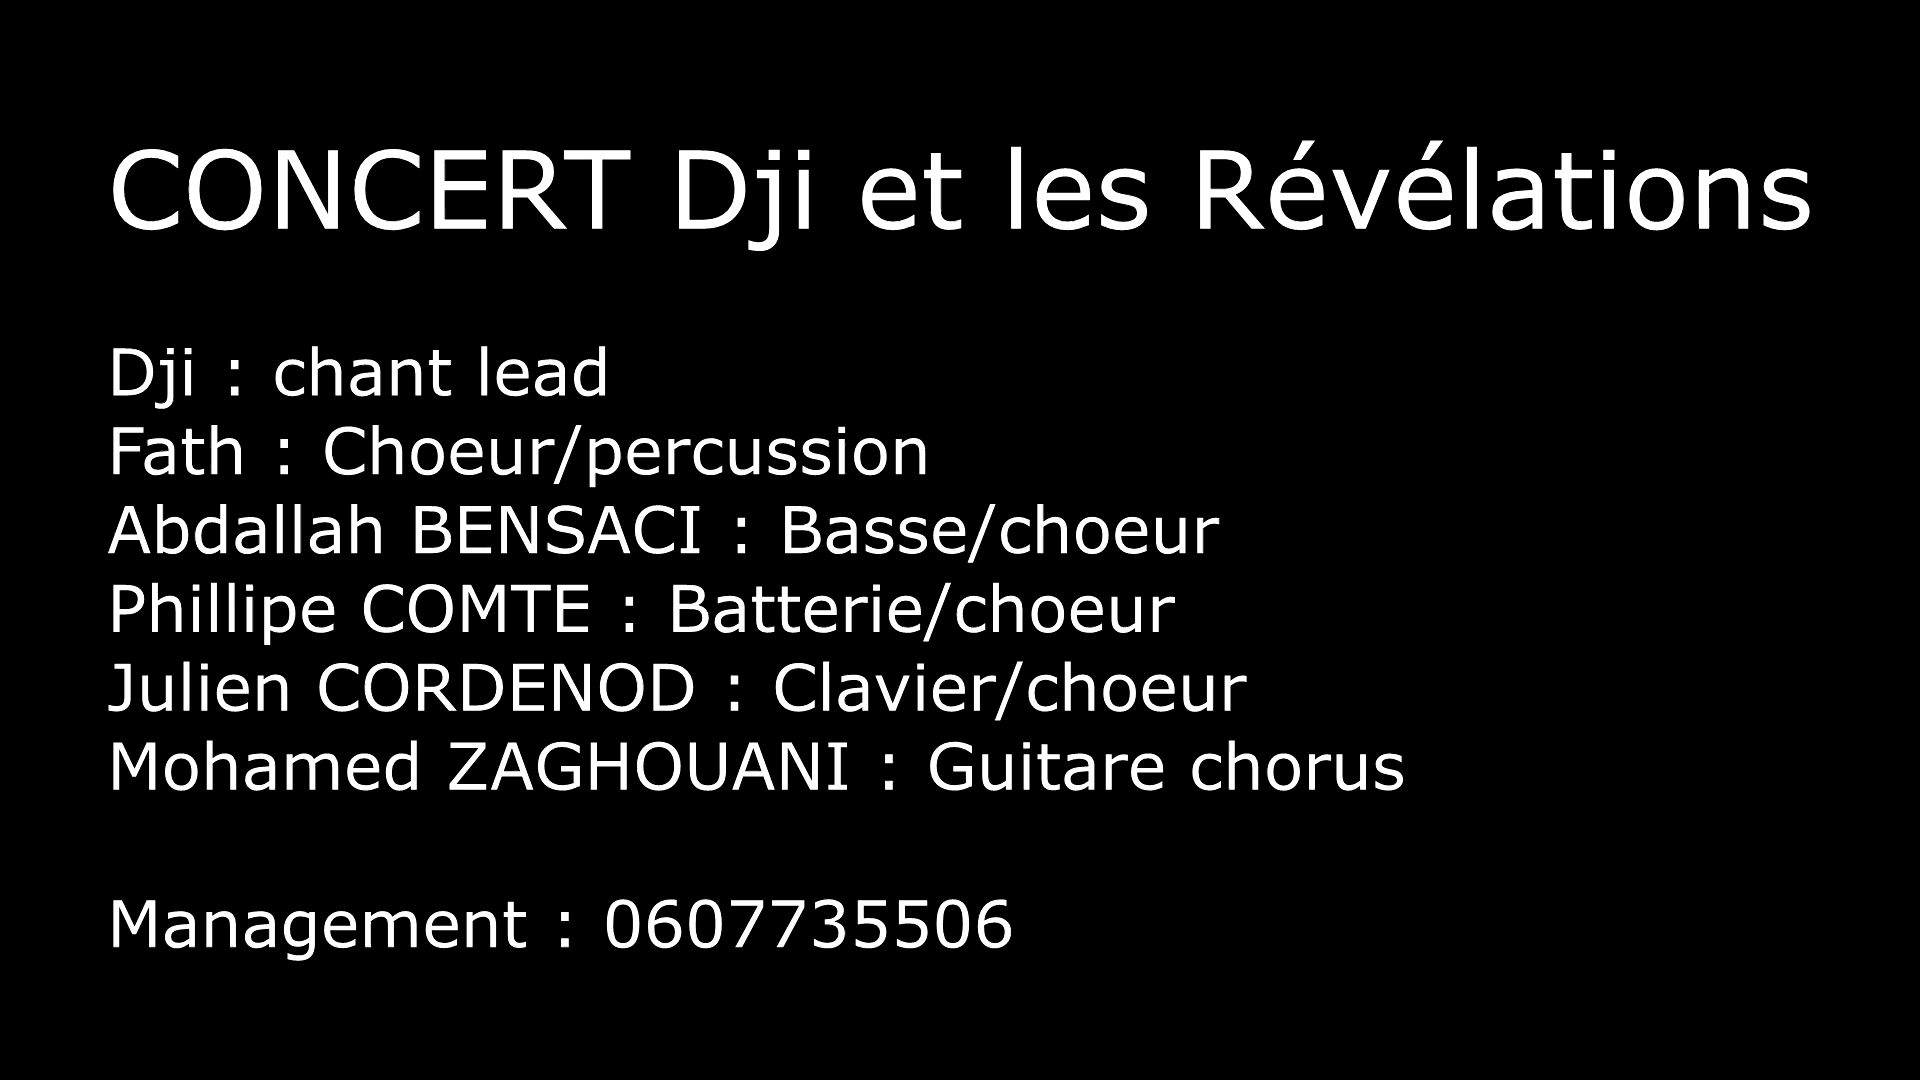 CONCERT Dji et les Révélations
Dji : chant lead
Fath : Choeur/percussion
Abdallah BENSACI : Basse/choeur
Phillipe COMTE : Batterie/choeur
Julien CORDENOD : Clavier/choeur
Mohamed ZAGHOUANI : Guitare chorus
Management : 0607735506